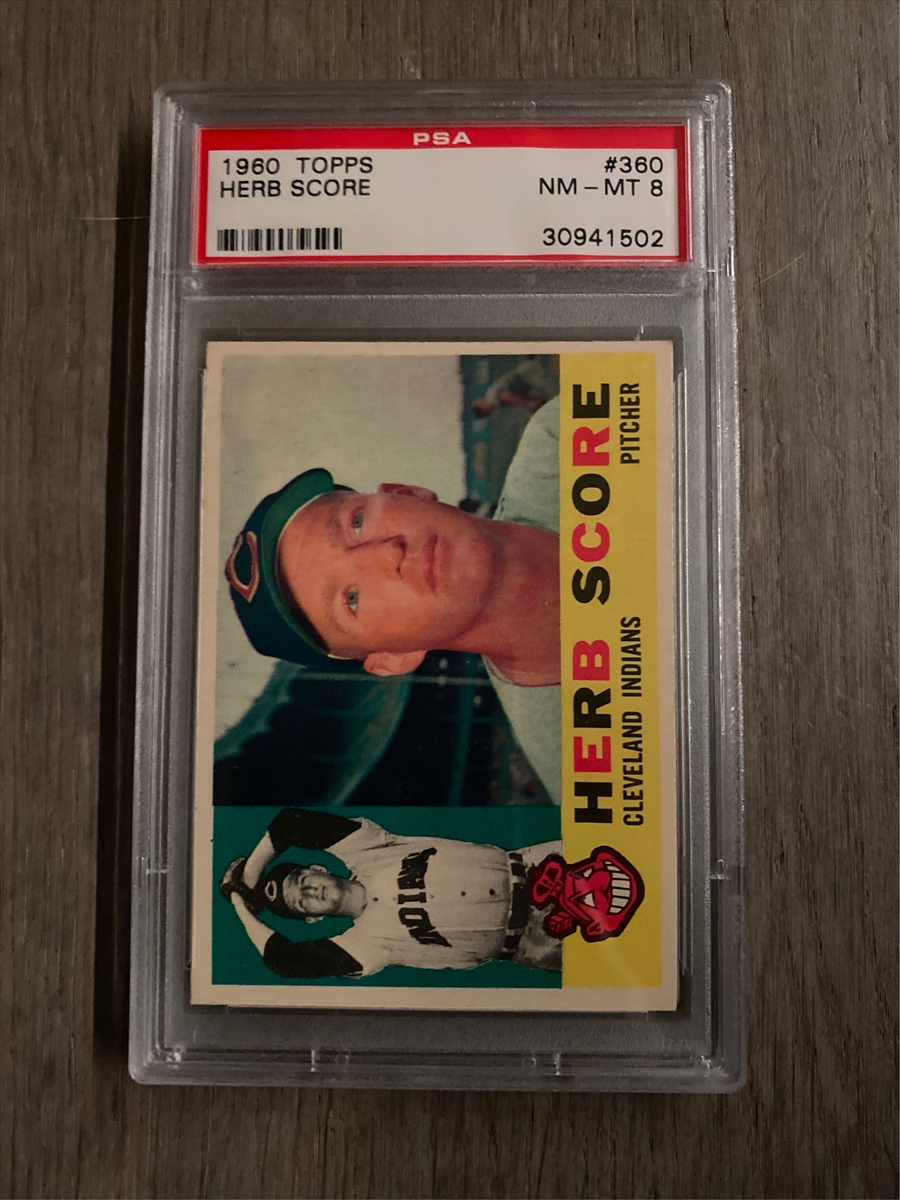 PSA
1960 TOPPS #360
HERB SCORE NM - MT 8
30941502
HERB SCORE
CLEVELAND INDIANS PITCHER
C
INDIANS
C